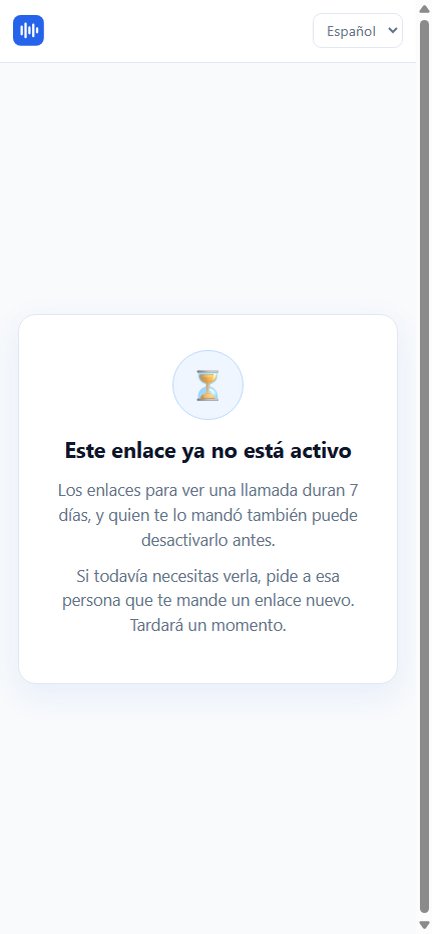 Español
Este enlace ya no está activo
Los enlaces para ver una llamada duran 7
días, y quien te lo mandó también puede
desactivarlo antes.
Si todavía necesitas verla, pide a esa
persona que te mande un enlace nuevo.
Tardará un momento.